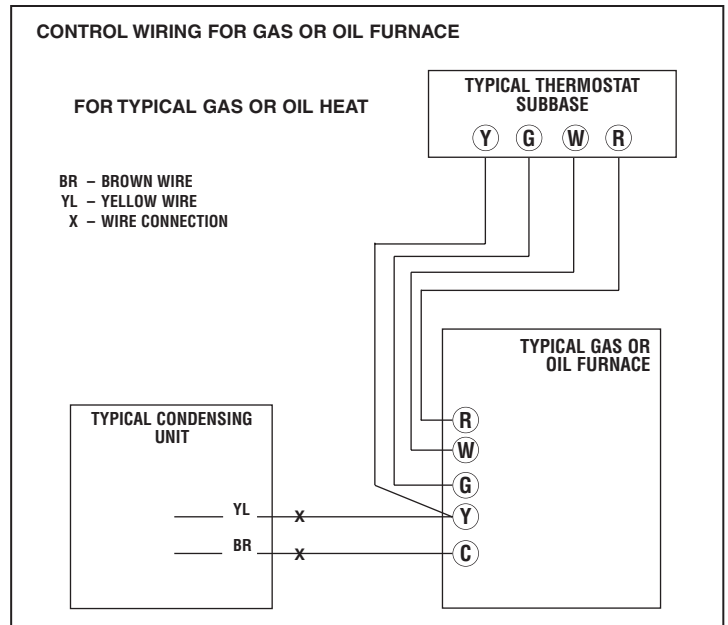 CONTROL WIRING FOR GAS OR OIL FURNACE
FOR TYPICAL GAS OR OIL HEAT
BR – BROWN WIRE
YL – YELLOW WIRE
X – WIRE CONNECTION
TYPICAL THERMOSTAT
SUBBASE
Y G W R
TYPICAL GAS OR
OIL FURNACE
R
W
G
Y
C
TYPICAL CONDENSING
UNIT
YL X
BR X